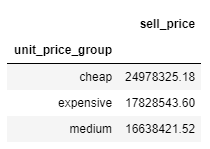 sell_price
unit_price_group
cheap 24978325.18
expensive 17828543.60
medium 16638421.52